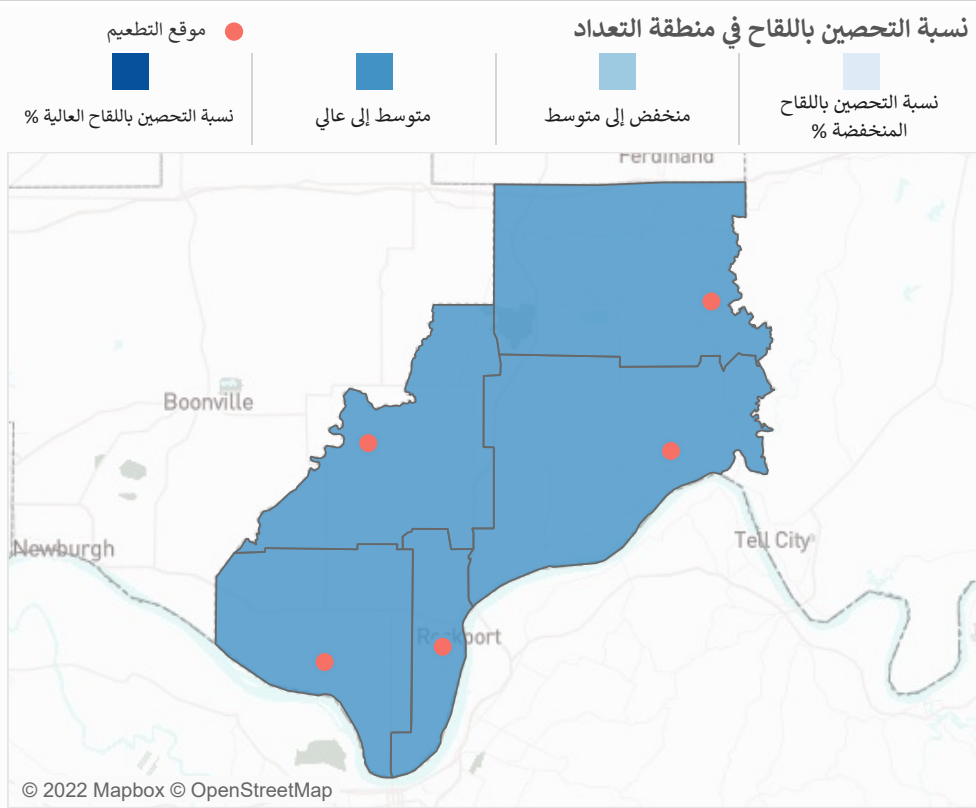 نسبة التحصين باللقاح في منطقة التعداد
موقع التطعيم
نسبة التحصين باللقاح
المنخفضة %
منخفض إلى متوسط
متوسط إلى عالي
نسبة التحصين باللقاح العالية %
Ferdinand
Boonville
Newburgh
Tell City
Rockport
© 2022 Mapbox © OpenStreetMap